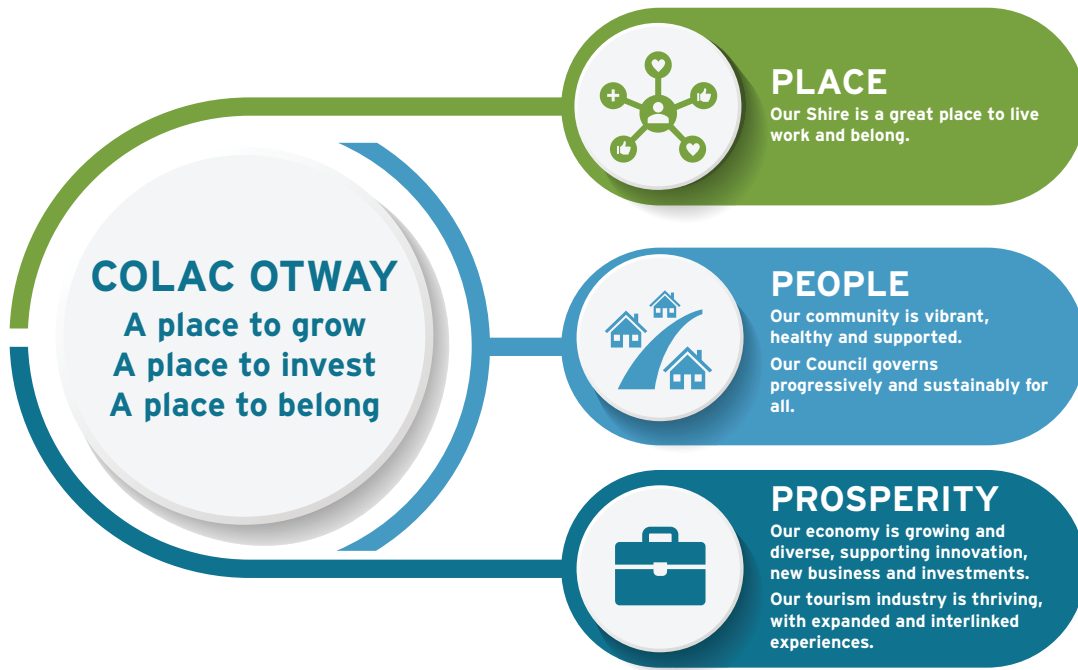 COLAC OTWAY
A place to grow
A place to invest
A place to belong
PLACE
Our Shire is a great place to live
work and belong.
PEOPLE
Our community is vibrant,
healthy and supported.
Our Council governs
progressively and sustainably for
all.
PROSPERITY
Our economy is growing and
diverse, supporting innovation,
new business and investments.
Our tourism industry is thriving,
with expanded and interlinked
experiences.